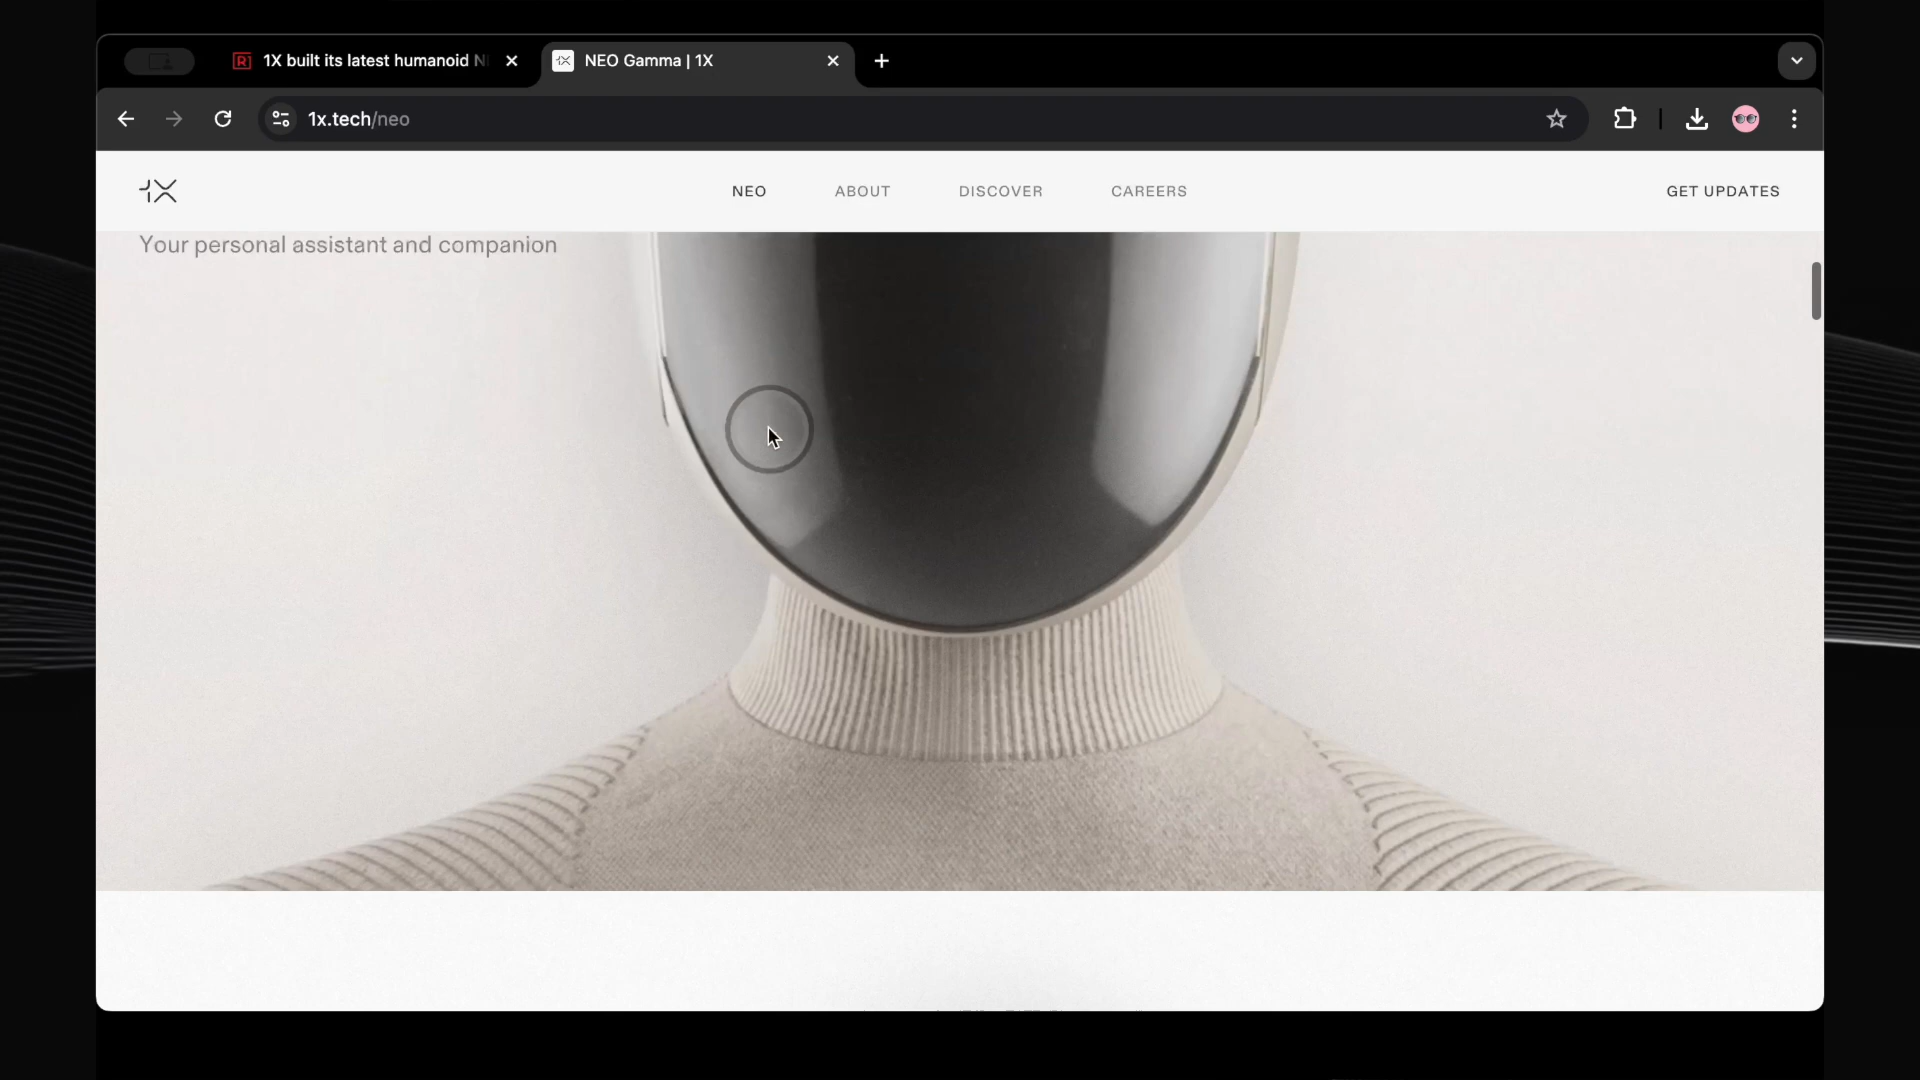 1X built its latest humanoid
NEO Gamma | 1X
1x.tech/neo
1X
NEO
ABOUT
DISCOVER
CAREERS
GET UPDATES
Your personal assistant and companion